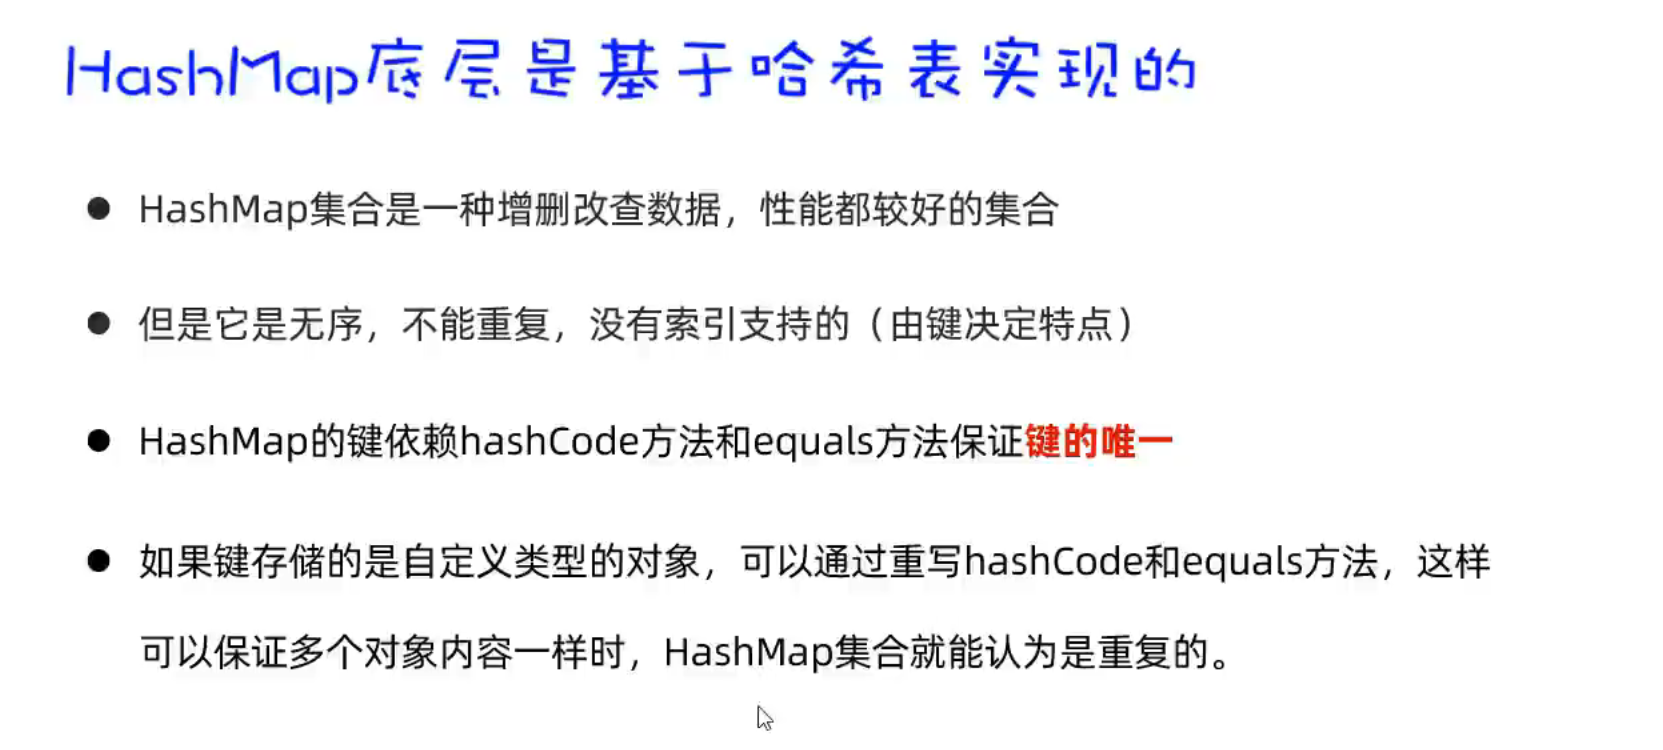 HashMap底层是基于哈希表实现的
● HashMap集合是一种增删改查数据，性能都较好的集合
● 但是它是无序，不能重复，没有索引支持的（由键决定特点）
● HashMap的键依赖hashCode方法和equals方法保证键的唯一
● 如果键存储的是自定义类型的对象，可以通过重写hashCode和equals方法，这样
可以保证多个对象内容一样时，HashMap集合就能认为是重复的。